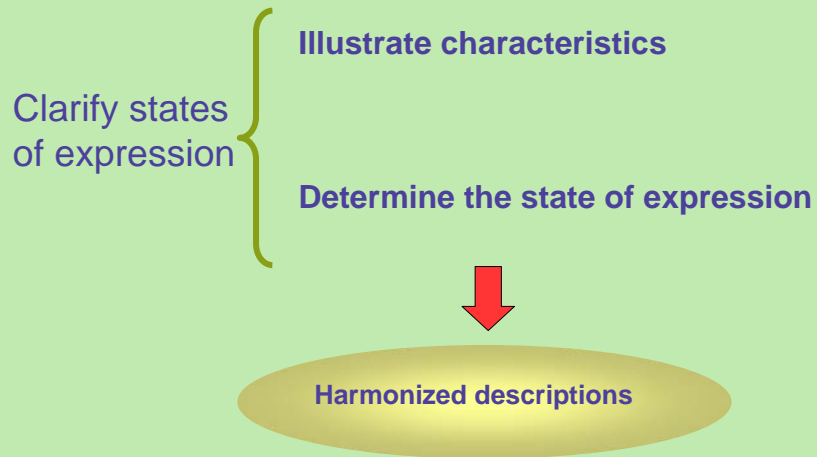 Illustrate characteristics
Clarify states
of expression
Determine the state of expression
Harmonized descriptions